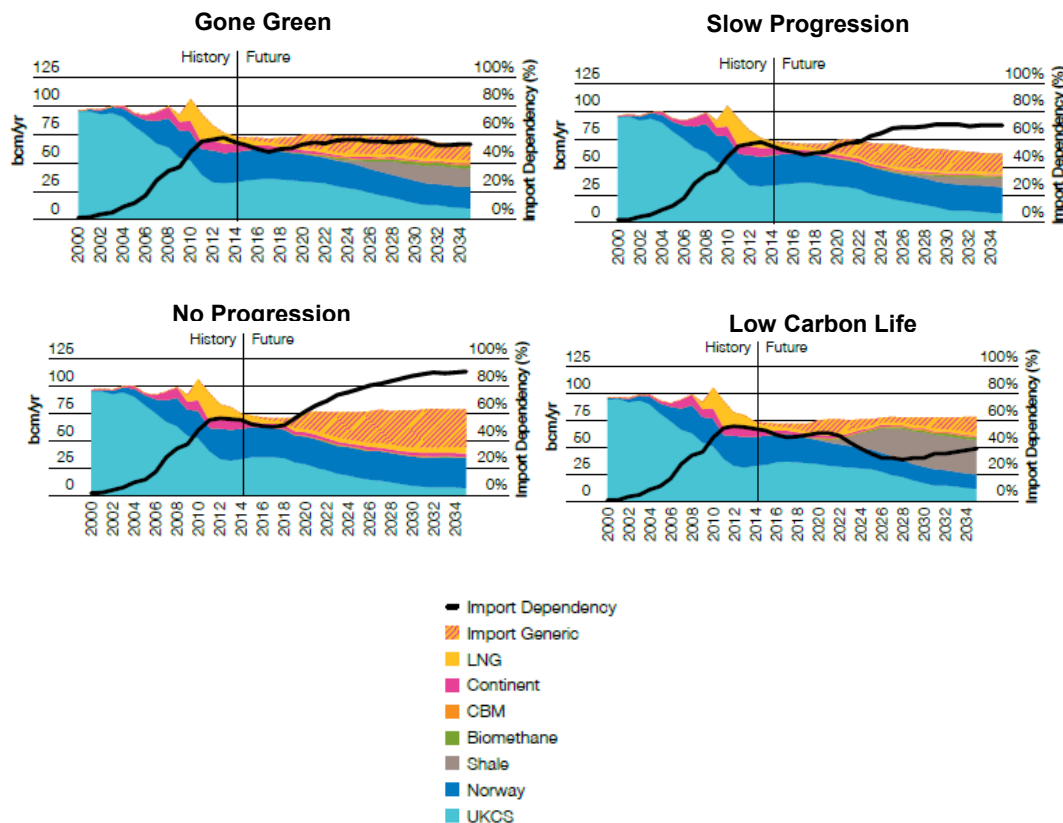 Gone Green
History Future
125
100
75
50
25
0
bcm/yr
100%
80%
60%
40%
20%
0%
Import Dependency (%)
2000 2002 2004 2006 2008 2010 2012 2014 2016 2018 2020 2022 2024 2026 2028 2030 2032 2034
Slow Progression
History Future
125
100
75
50
25
0
bcm/yr
100%
80%
60%
40%
20%
0%
Import Dependency (%)
2000 2002 2004 2006 2008 2010 2012 2014 2016 2018 2020 2022 2024 2026 2028 2030 2032 2034
No Progression
History Future
125
100
75
50
25
0
bcm/yr
100%
80%
60%
40%
20%
0%
Import Dependency (%)
2000 2002 2004 2006 2008 2010 2012 2014 2016 2018 2020 2022 2024 2026 2028 2030 2032 2034
Low Carbon Life
History Future
125
100
75
50
25
0
bcm/yr
100%
80%
60%
40%
20%
0%
Import Dependency (%)
2000 2002 2004 2006 2008 2010 2012 2014 2016 2018 2020 2022 2024 2026 2028 2030 2032 2034
Import Dependency
Import Generic
LNG
Continent
CBM
Biomethane
Shale
Norway
UKCS